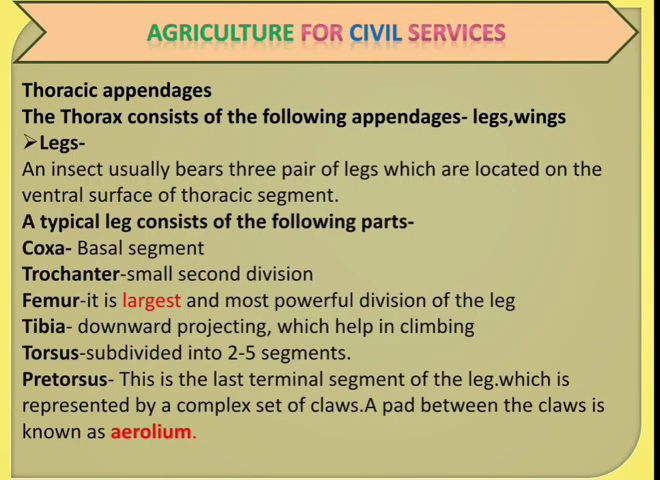 AGRICULTURE FOR CIVIL SERVICES
Thoracic appendages
The Thorax consists of the following appendages- legs,wings
➢Legs-
An insect usually bears three pair of legs which are located on the
ventral surface of thoracic segment.
A typical leg consists of the following parts-
Coxa- Basal segment
Trochanter-small second division
Femur-it is largest and most powerful division of the leg
Tibia- downward projecting, which help in climbing
Torsus-subdivided into 2-5 segments.
Pretorsus- This is the last terminal segment of the leg.which is
represented by a complex set of claws.A pad between the claws is
known as aerolium.